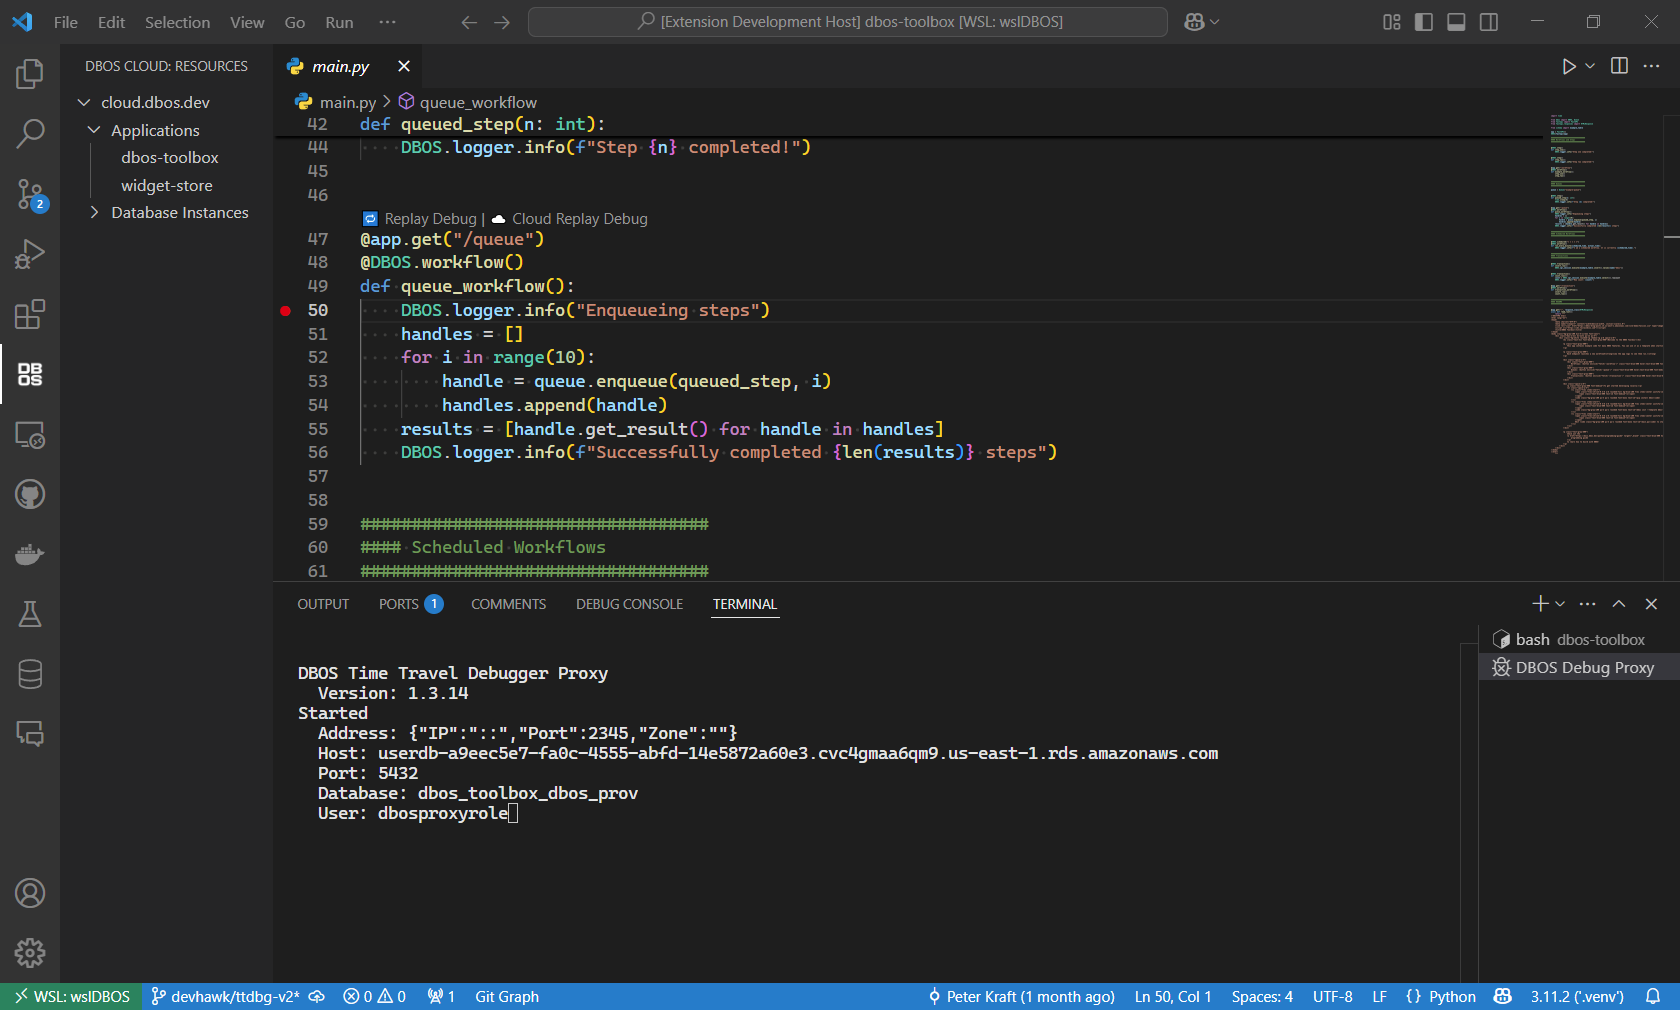 File Edit Selection View Go Run ···
[Extension Development Host] dbos-toolbox [WSL: wslDBOS]
DBOS CLOUD: RESOURCES
cloud.dbos.dev
Applications
dbos-toolbox
widget-store
Database Instances
2
DB
OS
main.py
main.py > queue_workflow
42 def queued_step(n: int):
44 DBOS.logger.info(f"Step {n} completed!")
45
46
Replay Debug | Cloud Replay Debug
47 @app.get("/queue")
48 @DBOS.workflow()
49 def queue_workflow():
50 DBOS.logger.info("Enqueueing steps")
51 handles = []
52 for i in range(10):
53 handle = queue.enqueue(queued_step, i)
54 handles.append(handle)
55 results = [handle.get_result() for handle in handles]
56 DBOS.logger.info(f"Successfully completed {len(results)} steps")
57
58
59 ##################################
60 #### Scheduled Workflows
61 ##################################
OUTPUT PORTS 1 COMMENTS DEBUG CONSOLE TERMINAL
DBOS Time Travel Debugger Proxy
Version: 1.3.14
Started
Address: {"IP":"::","Port":2345,"Zone":""}
Host: userdb-a9eec5e7-fa0c-4555-abfd-14e5872a60e3.cvc4gmaa6qm9.us-east-1.rds.amazonaws.com
Port: 5432
Database: dbos_toolbox_dbos_prov
User: dbosproxyrole
bash dbos-toolbox
DBOS Debug Proxy
WSL: wslDBOS devhawk/ttdbg-v2* 0 0 1 Git Graph Peter Kraft (1 month ago) Ln 50, Col 1 Spaces: 4 UTF-8 LF {} Python 3.11.2 ('.venv')